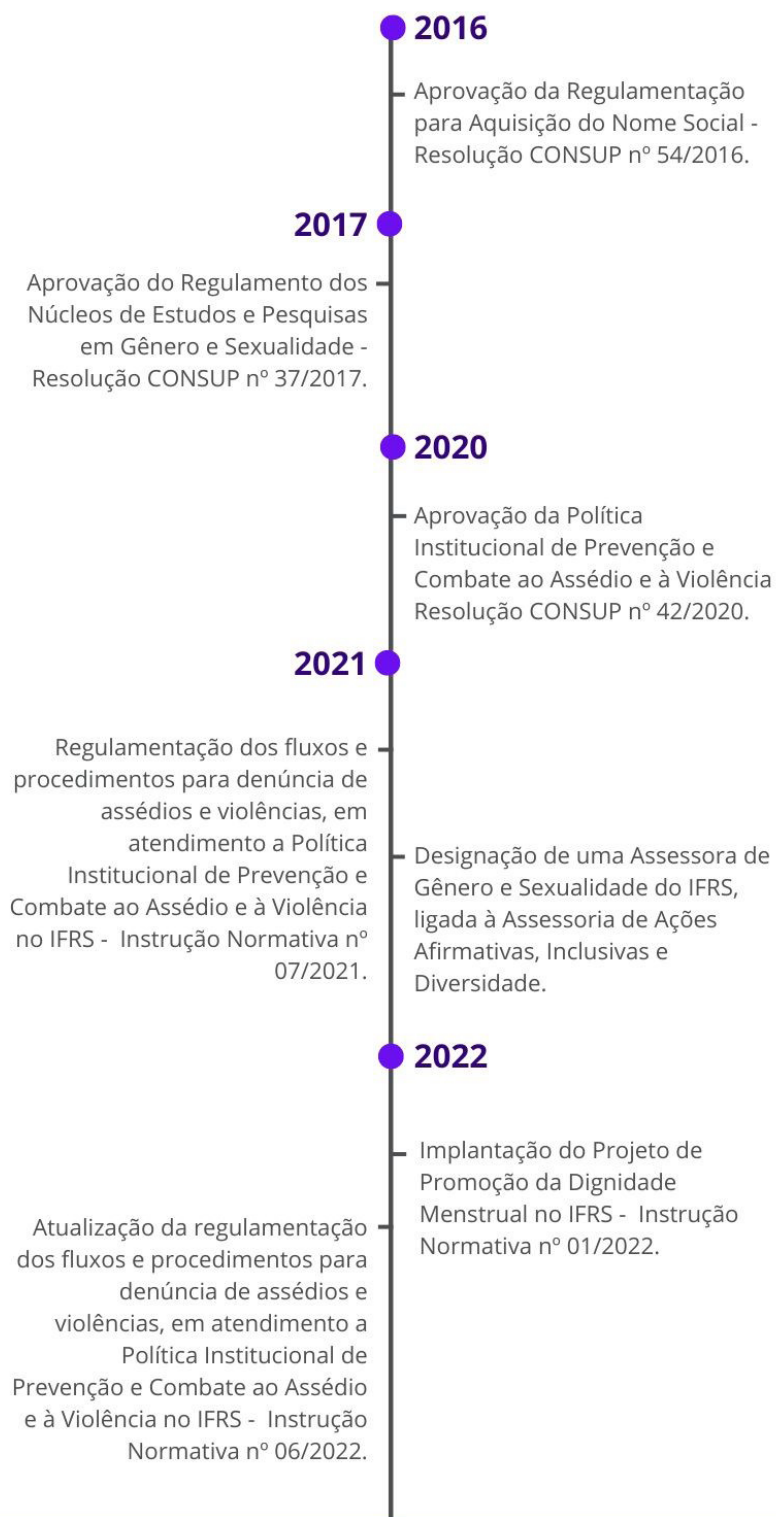 2016
Aprovação da Regulamentação
para Aquisição do Nome Social -
Resolução CONSUP nº 54/2016.
2017
Aprovação do Regulamento dos
Núcleos de Estudos e Pesquisas
em Gênero e Sexualidade -
Resolução CONSUP nº 37/2017.
2020
Aprovação da Política
Institucional de Prevenção e
Combate ao Assédio e à Violência
Resolução CONSUP nº 42/2020.
2021
Regulamentação dos fluxos e
procedimentos para denúncia de
assédios e violências, em
atendimento a Política
Institucional de Prevenção e
Combate ao Assédio e à Violência
no IFRS - Instrução Normativa nº
07/2021.
Designação de uma Assessora de
Gênero e Sexualidade do IFRS,
ligada à Assessoria de Ações
Afirmativas, Inclusivas e
Diversidade.
2022
Implantação do Projeto de
Promoção da Dignidade
Menstrual no IFRS - Instrução
Normativa nº 01/2022.
Atualização da regulamentação
dos fluxos e procedimentos para
denúncia de assédios e
violências, em atendimento a
Política Institucional de
Prevenção e Combate ao Assédio
e à Violência no IFRS - Instrução
Normativa nº 06/2022.